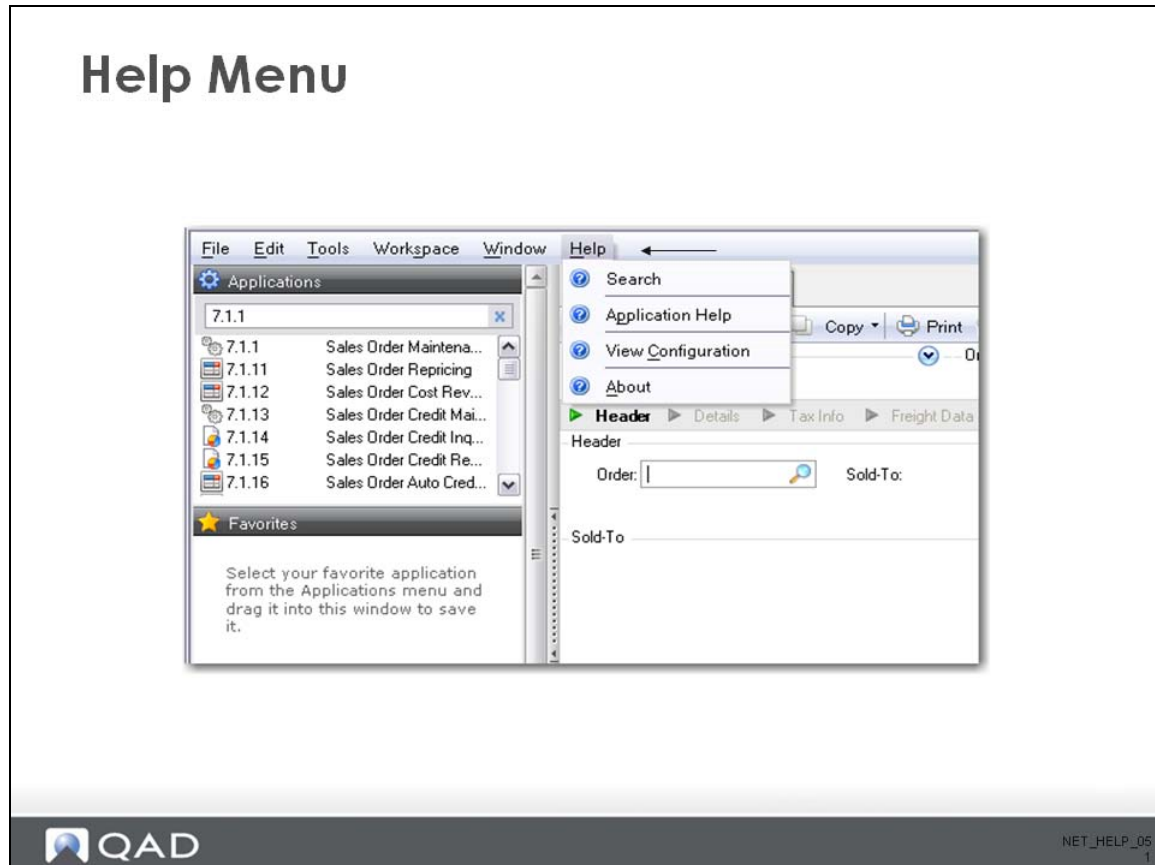 Help Menu
File Edit Tools Workspace Window Help
Applications
7.1.1
7.1.1 Sales Order Maintena...
7.1.11 Sales Order Repricing
7.1.12 Sales Order Cost Rev...
7.1.13 Sales Order Credit Mai...
7.1.14 Sales Order Credit Inq...
7.1.15 Sales Order Credit Re...
7.1.16 Sales Order Auto Cred...
Favorites
Select your favorite application
from the Applications menu and
drag it into this window to save
it.
Search
Application Help
View Configuration
About
Copy Print
Header Details Tax Info Freight Data
Header
Order: Sold-To:
Sold-To
QAD
NET_HELP_05
1